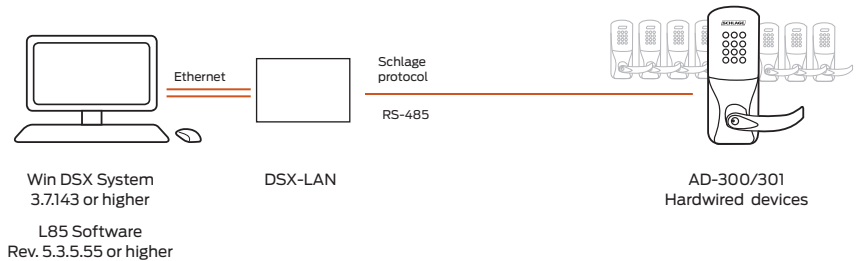 SCHLAGE
Ethernet
Schlage
protocol
RS-485
Win DSX System
3.7.143 or higher
L85 Software
Rev. 5.3.5.55 or higher
DSX-LAN
AD-300/301
Hardwired devices